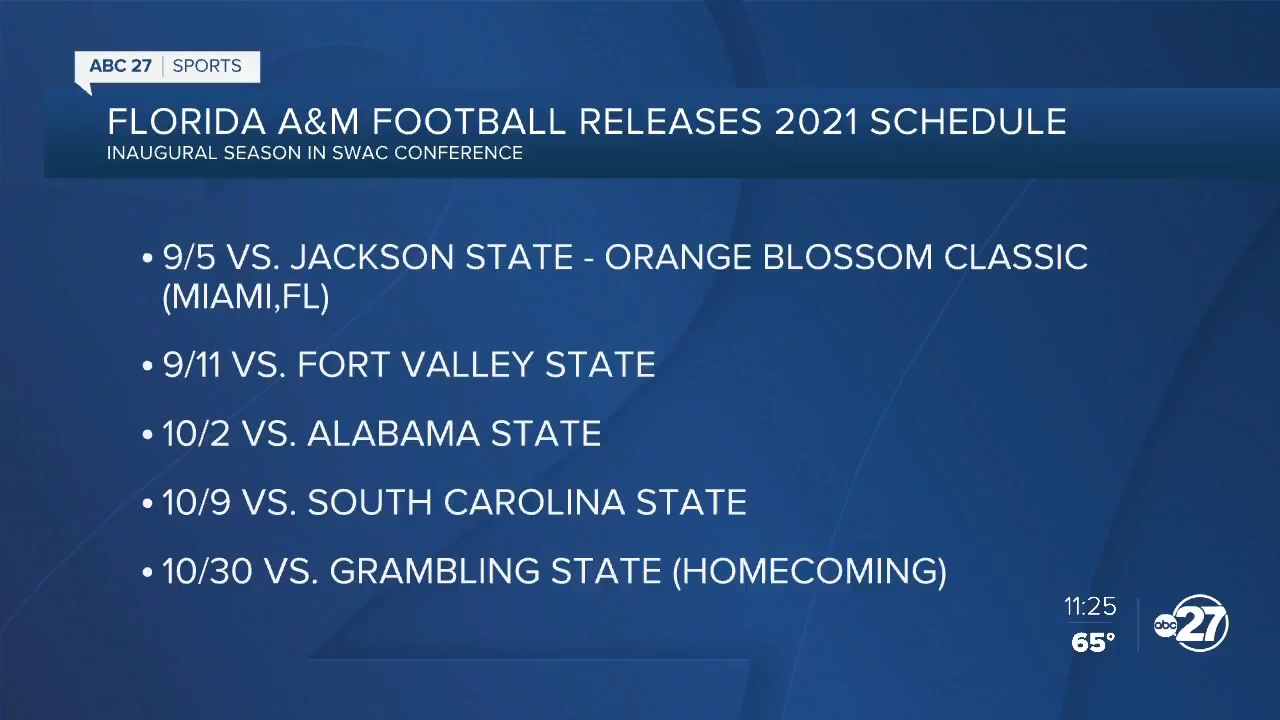 ABC 27 | SPORTS
FLORIDA A&M FOOTBALL RELEASES 2021 SCHEDULE
INAUGURAL SEASON IN SWAC CONFERENCE
• 9/5 VS. JACKSON STATE - ORANGE BLOSSOM CLASSIC
(MIAMI,FL)
• 9/11 VS. FORT VALLEY STATE
• 10/2 VS. ALABAMA STATE
• 10/9 VS. SOUTH CAROLINA STATE
• 10/30 VS. GRAMBLING STATE (HOMECOMING)
11:25
65°
abc 27